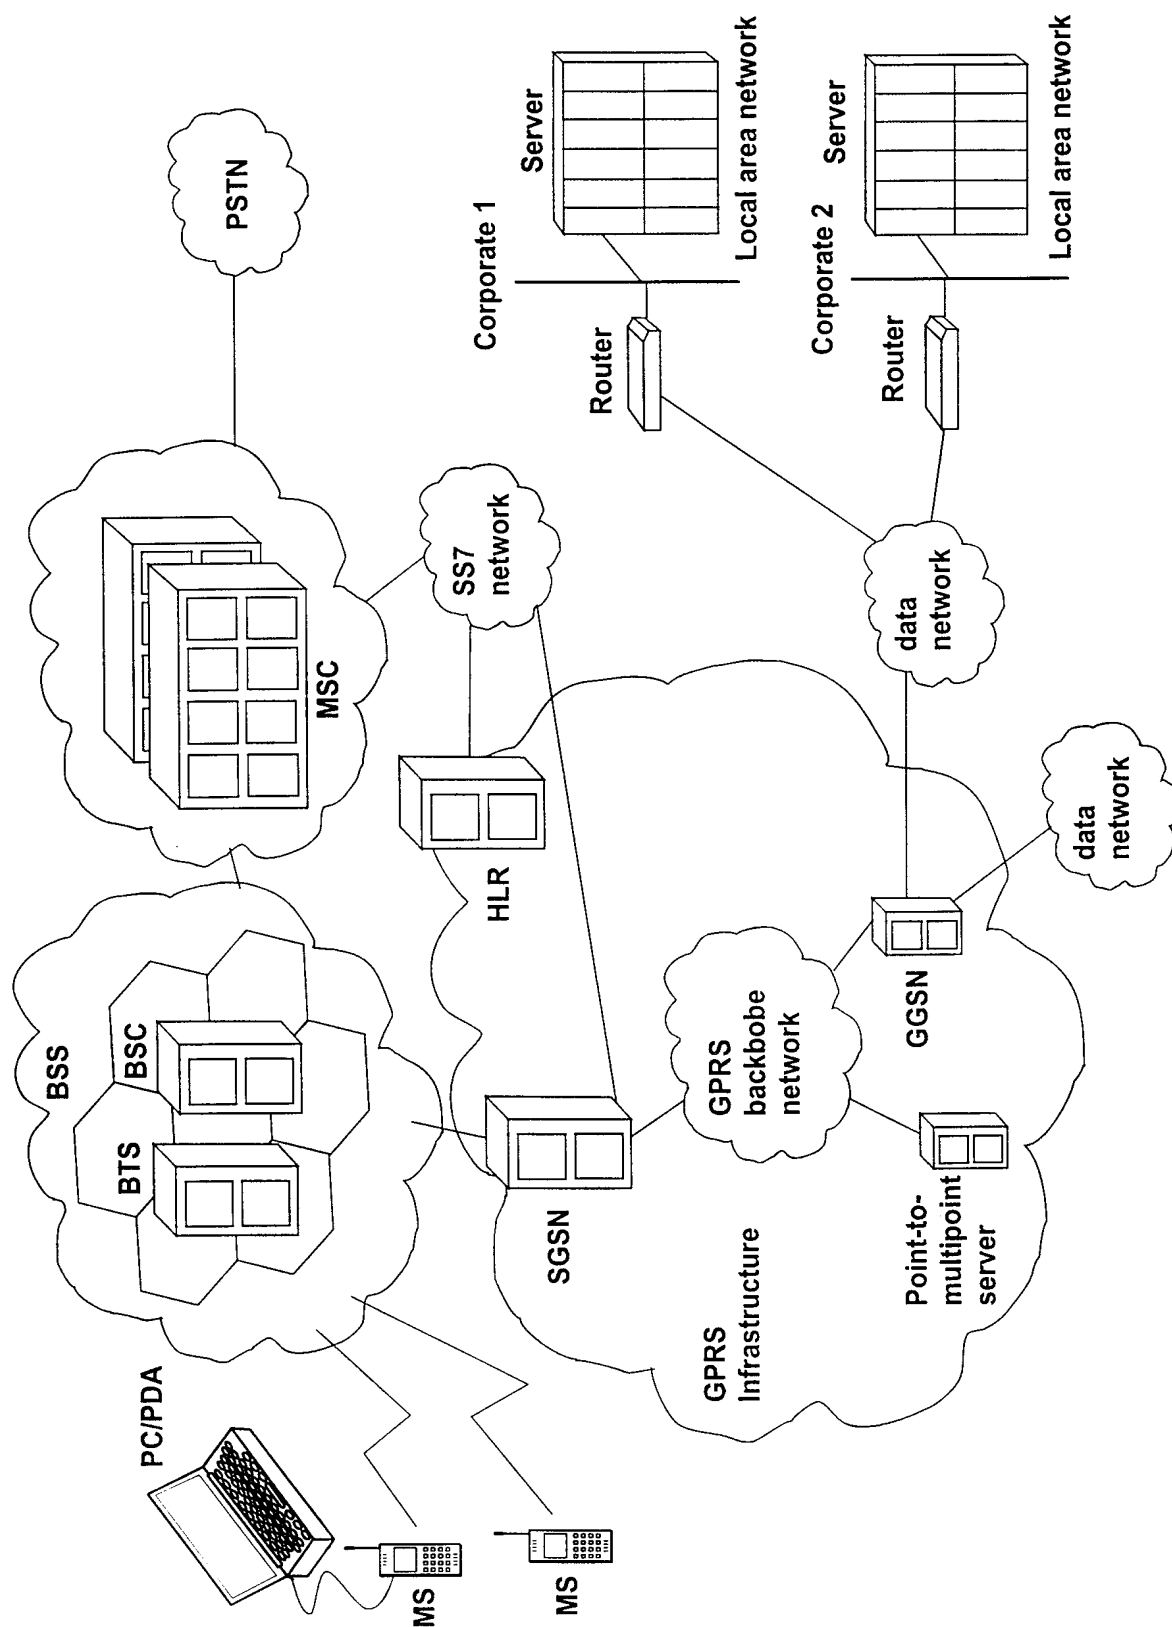 PC/PDA
MS
MS
BSS
BTS
BSC
MSC
PSTN
HLR
SS7
network
SGSN
GPRS
backbobe
network
GPRS
Infrastructure
Point-to-
multipoint
server
GGSN
data
network
data
network
Corporate 1
Router
Server
Local area network
Corporate 2
Router
Server
Local area network